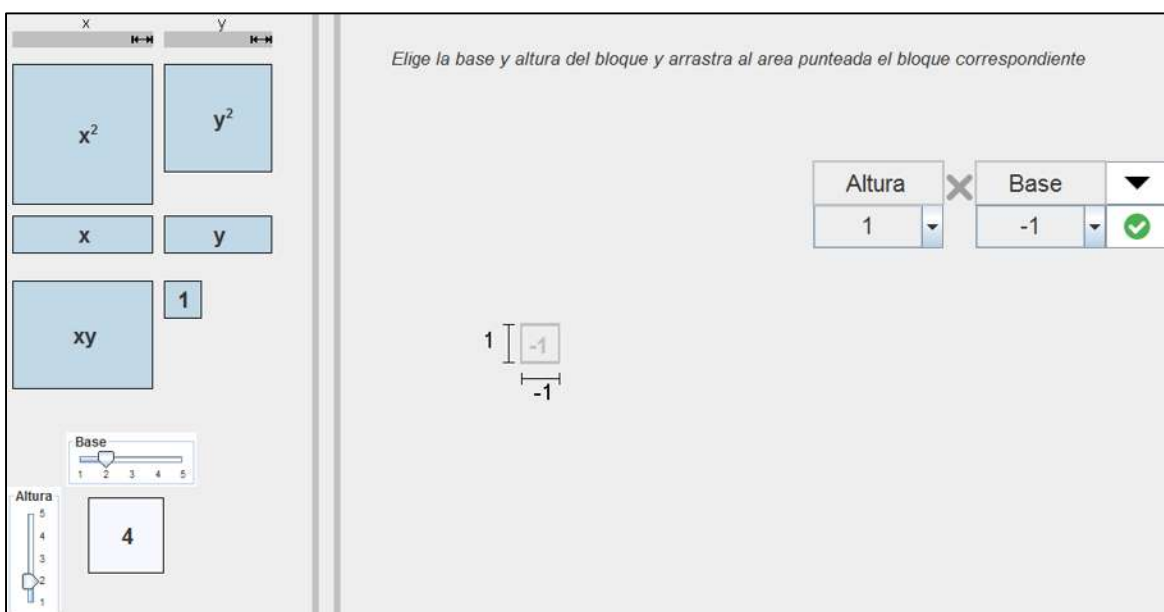 x y
x²
y²
x
y
xy
1
Base
1 2 3 4 5
Altura
5
4
3
2
1
4
Elige la base y altura del bloque y arrastra al area punteada el bloque correspondiente
Altura Base
1 -1
1
-1
-1